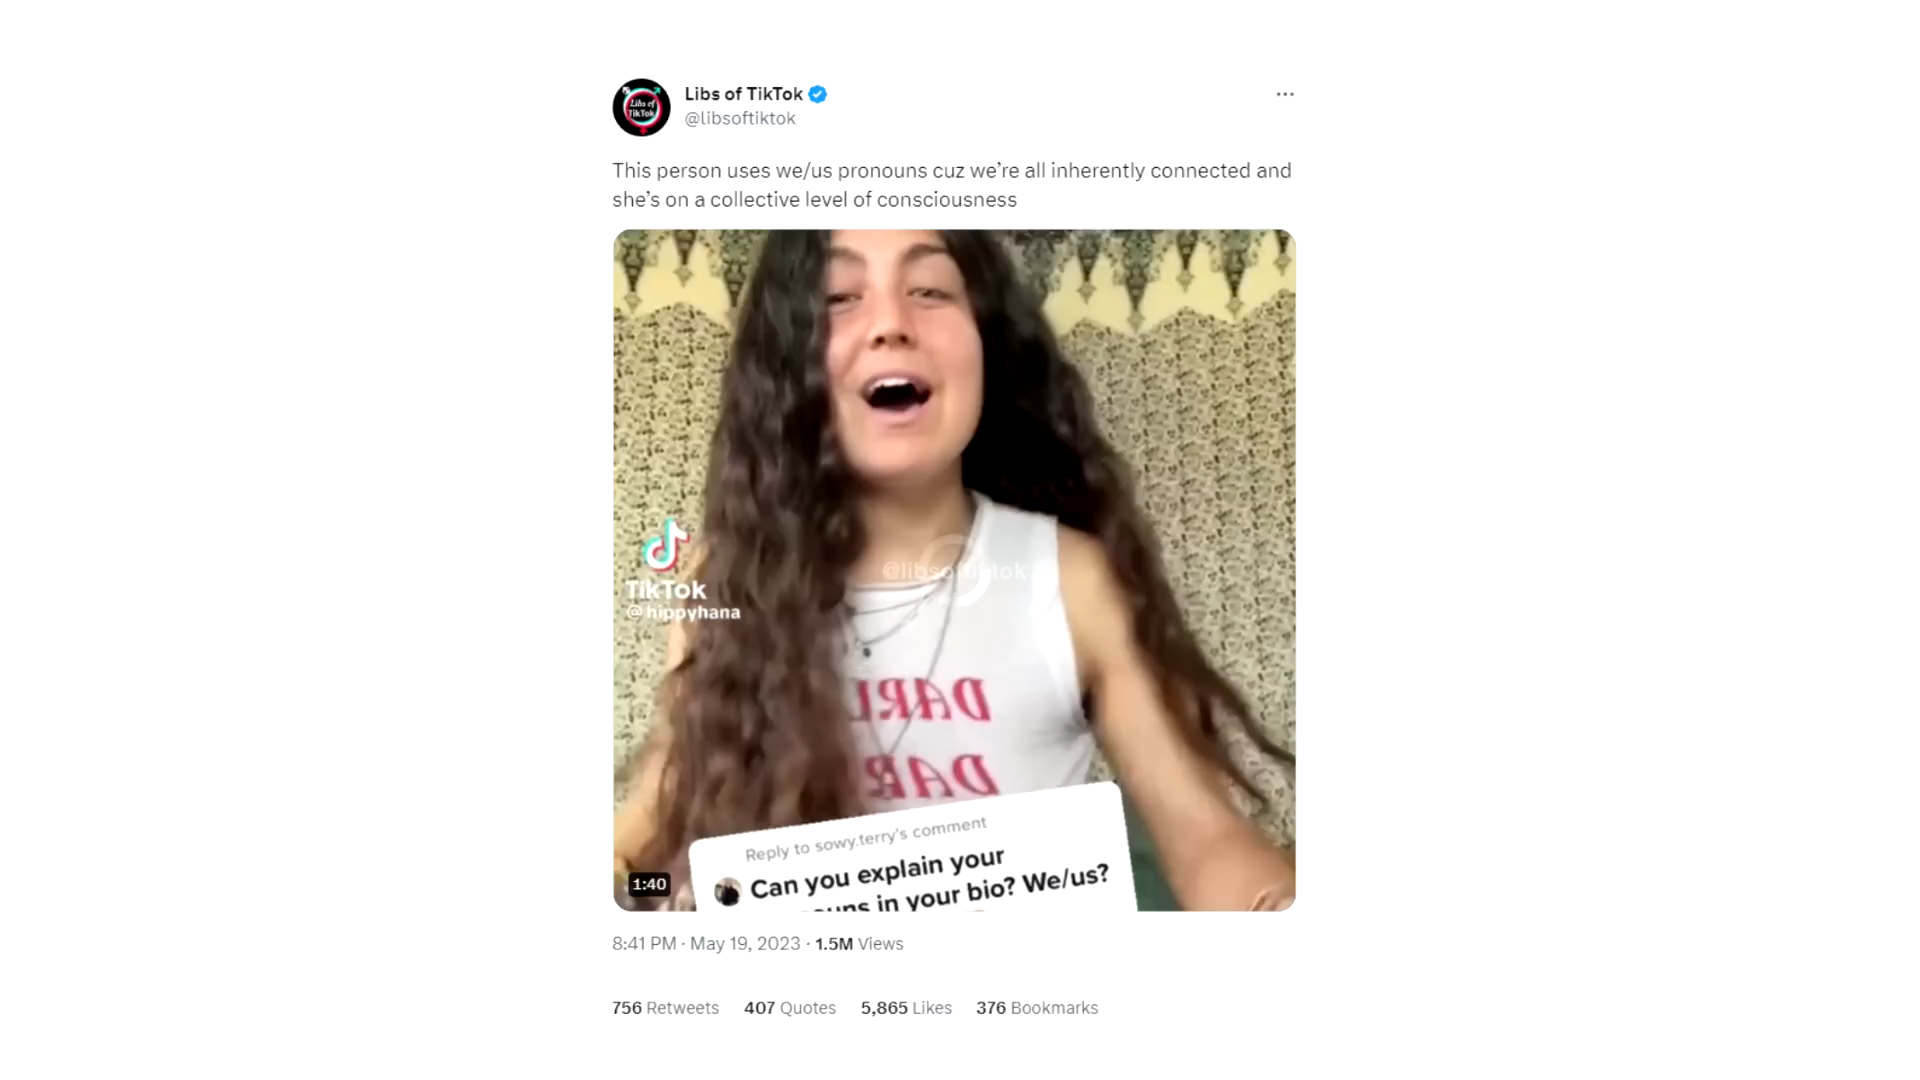 Libs of TikTok
@libsoftiktok
This person uses we/us pronouns cuz we’re all inherently connected and
she’s on a collective level of consciousness
@libsoftiktok
TikTok
@hippyhana
DARL
DAR
Reply to sowy.terry's comment
Can you explain your
in your bio? We/us?
1:40
8:41 PM · May 19, 2023 · 1.5M Views
756 Retweets 407 Quotes 5,865 Likes 376 Bookmarks